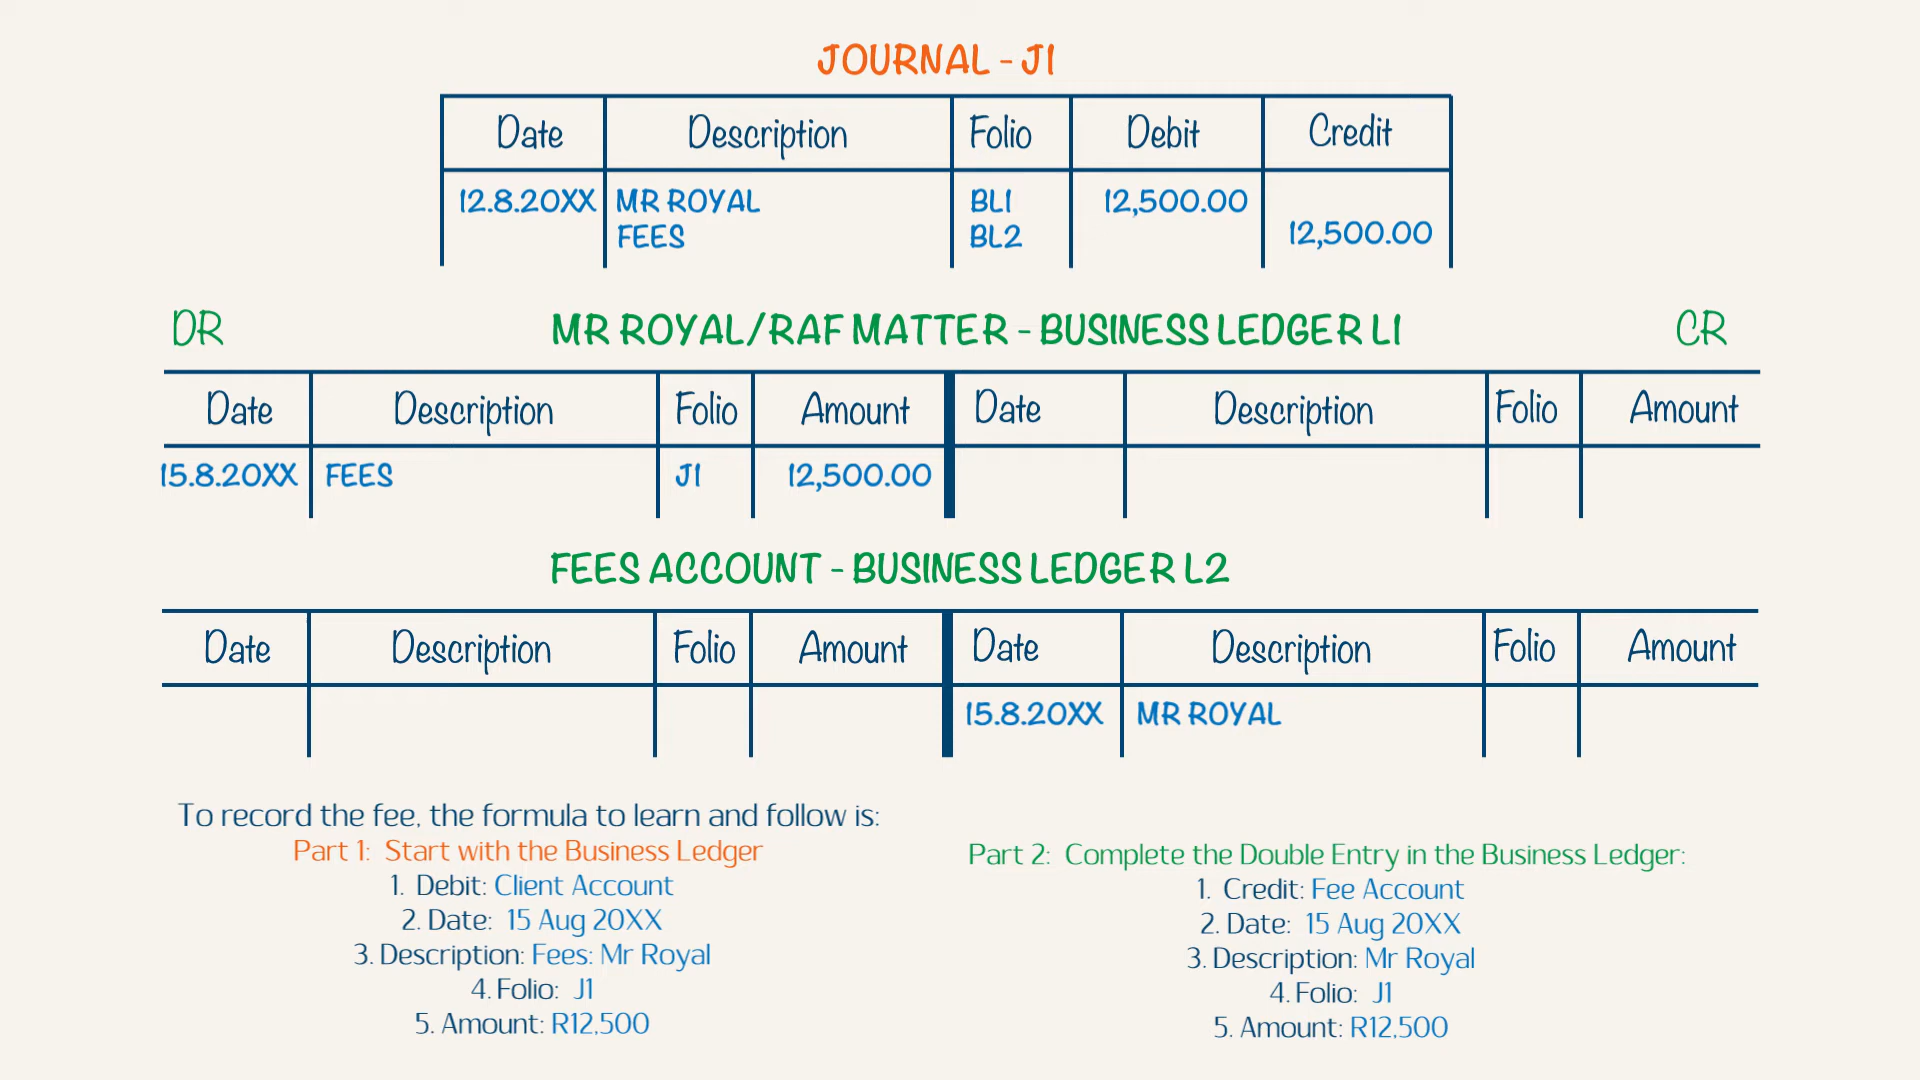 JOURNAL - J1
Date Description Folio Debit Credit
12.8.20XX MR ROYAL BL1 12,500.00
FEES BL2 12,500.00
DR MR ROYAL/RAF MATTER - BUSINESS LEDGER L1 CR
Date Description Folio Amount Date Description Folio Amount
15.8.20XX FEES J1 12,500.00
FEES ACCOUNT - BUSINESS LEDGER L2
Date Description Folio Amount Date Description Folio Amount
15.8.20XX MR ROYAL
To record the fee, the formula to learn and follow is:
Part 1: Start with the Business Ledger
1. Debit: Client Account
2. Date: 15 Aug 20XX
3. Description: Fees: Mr Royal
4. Folio: J1
5. Amount: R12,500
Part 2: Complete the Double Entry in the Business Ledger:
1. Credit: Fee Account
2. Date: 15 Aug 20XX
3. Description: Mr Royal
4. Folio: J1
5. Amount: R12,500